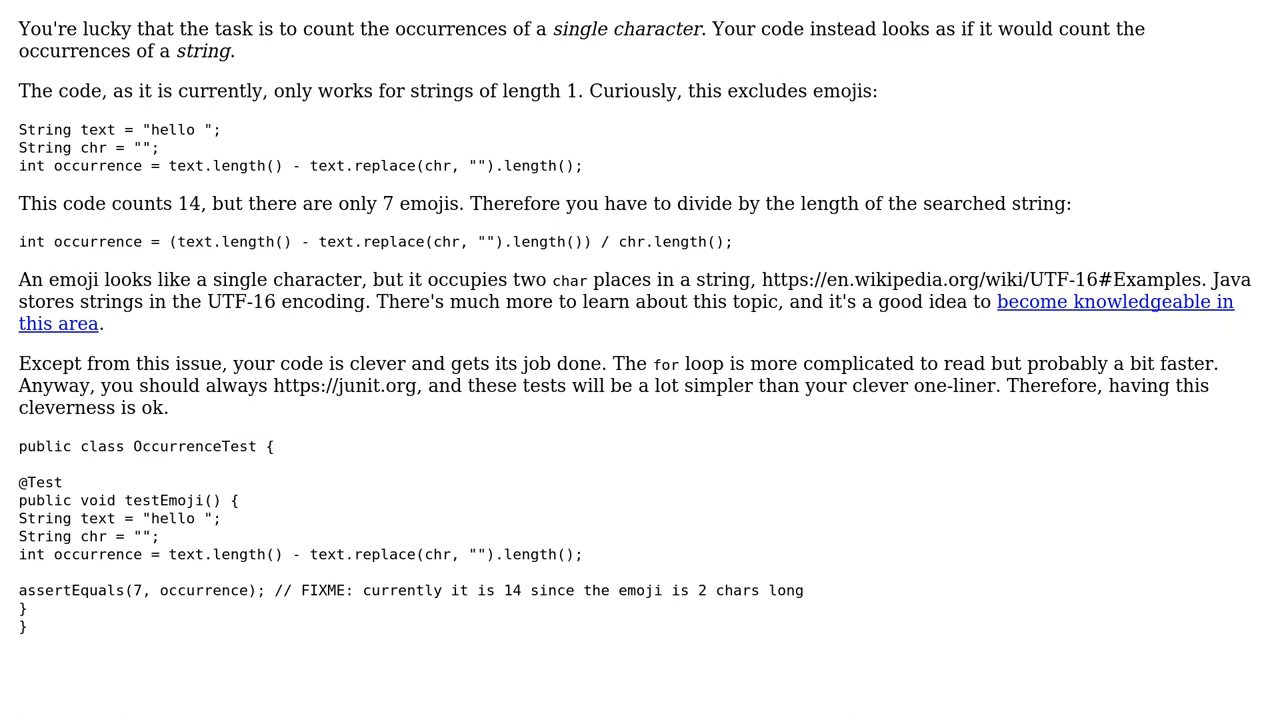 You're lucky that the task is to count the occurrences of a single character. Your code instead looks as if it would count the
occurrences of a string.
The code, as it is currently, only works for strings of length 1. Curiously, this excludes emojis:
String text = "hello ";
String chr = "";
int occurrence = text.length() - text.replace(chr, "").length();
This code counts 14, but there are only 7 emojis. Therefore you have to divide by the length of the searched string:
int occurrence = (text.length() - text.replace(chr, "").length()) / chr.length();
An emoji looks like a single character, but it occupies two char places in a string, https://en.wikipedia.org/wiki/UTF-16#Examples. Java
stores strings in the UTF-16 encoding. There's much more to learn about this topic, and it's a good idea to become knowledgeable in
this area.
Except from this issue, your code is clever and gets its job done. The for loop is more complicated to read but probably a bit faster.
Anyway, you should always https://junit.org, and these tests will be a lot simpler than your clever one-liner. Therefore, having this
cleverness is ok.
public class OccurrenceTest {
@Test
public void testEmoji() {
String text = "hello ";
String chr = "";
int occurrence = text.length() - text.replace(chr, "").length();
assertEquals(7, occurrence); // FIXME: currently it is 14 since the emoji is 2 chars long
}
}